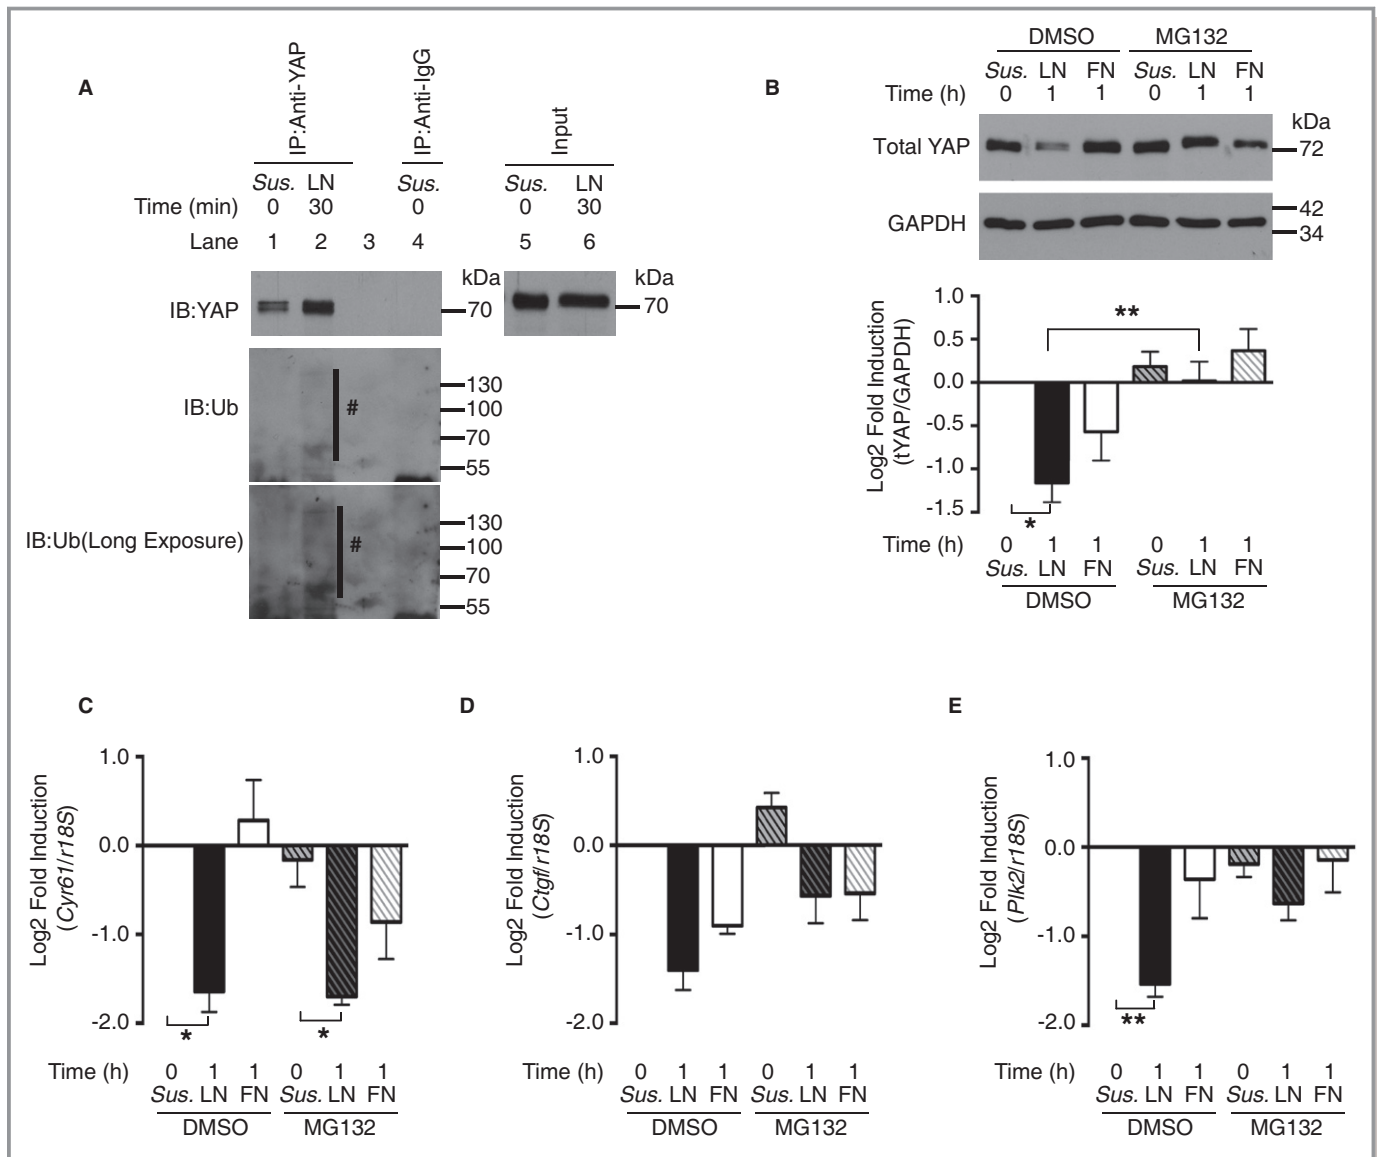 A
IP:Anti-YAP
IP:Anti-IgG
Input
Sus. LN Sus. Sus. LN
Time (min) 0 30 0 0 30
Lane 1 2 3 4 5 6
kDa kDa
IB:YAP 70 70
IB:Ub # 130
100
70
55
IB:Ub(Long Exposure) # 130
100
70
55
B
DMSO MG132
Sus. LN FN Sus. LN FN
Time (h) 0 1 1 0 1 1
kDa
Total YAP 72
GAPDH 42
34
Log2 Fold Induction
(tYAP/GAPDH)
1.0
0.5
0.0
-0.5
-1.0
-1.5
**
*
Time (h) 0 1 1 0 1 1
Sus. LN FN Sus. LN FN
DMSO MG132
C
Log2 Fold Induction
(Cyr61/r18S)
1.0
0.0
-1.0
-2.0
* *
Time (h) 0 1 1 0 1 1
Sus. LN FN Sus. LN FN
DMSO MG132
D
Log2 Fold Induction
(Ctgf/r18S)
1.0
0.0
-1.0
-2.0
Time (h) 0 1 1 0 1 1
Sus. LN FN Sus. LN FN
DMSO MG132
E
Log2 Fold Induction
(Plk2/r18S)
1.0
0.0
-1.0
-2.0
**
Time (h) 0 1 1 0 1 1
Sus. LN FN Sus. LN FN
DMSO MG132